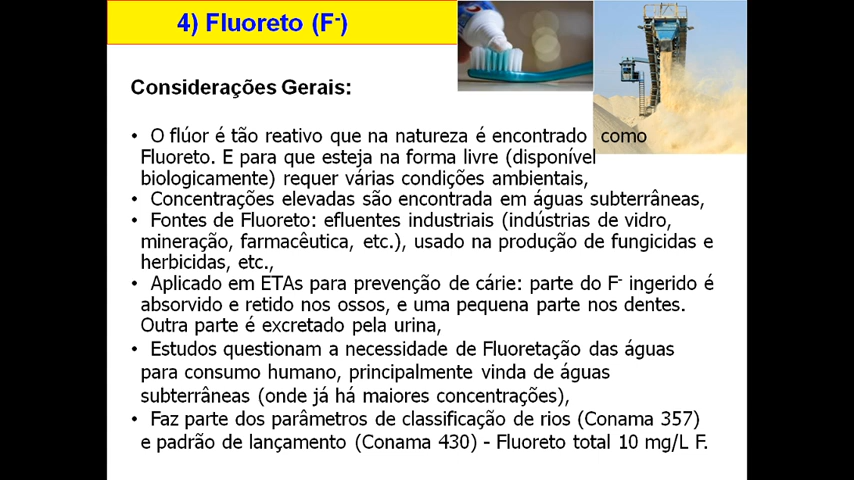 4) Fluoreto (F-)
Considerações Gerais:
• O flúor é tão reativo que na natureza é encontrado como
Fluoreto. E para que esteja na forma livre (disponível
biologicamente) requer várias condições ambientais,
• Concentrações elevadas são encontrada em águas subterrâneas,
• Fontes de Fluoreto: efluentes industriais (indústrias de vidro,
mineração, farmacêutica, etc.), usado na produção de fungicidas e
herbicidas, etc.,
• Aplicado em ETAs para prevenção de cárie: parte do F- ingerido é
absorvido e retido nos ossos, e uma pequena parte nos dentes.
Outra parte é excretado pela urina,
• Estudos questionam a necessidade de Fluoretação das águas
para consumo humano, principalmente vinda de águas
subterrâneas (onde já há maiores concentrações),
• Faz parte dos parâmetros de classificação de rios (Conama 357)
e padrão de lançamento (Conama 430) - Fluoreto total 10 mg/L F.